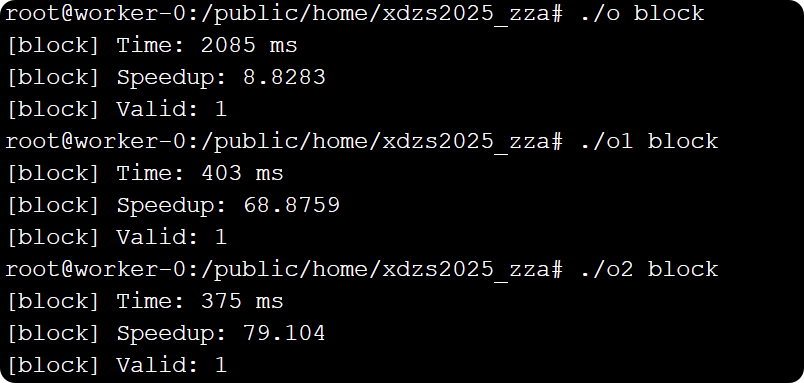 root@worker-0:/public/home/xdzs2025_zza# ./o block
[block] Time: 2085 ms
[block] Speedup: 8.8283
[block] Valid: 1
root@worker-0:/public/home/xdzs2025_zza# ./o1 block
[block] Time: 403 ms
[block] Speedup: 68.8759
[block] Valid: 1
root@worker-0:/public/home/xdzs2025_zza# ./o2 block
[block] Time: 375 ms
[block] Speedup: 79.104
[block] Valid: 1